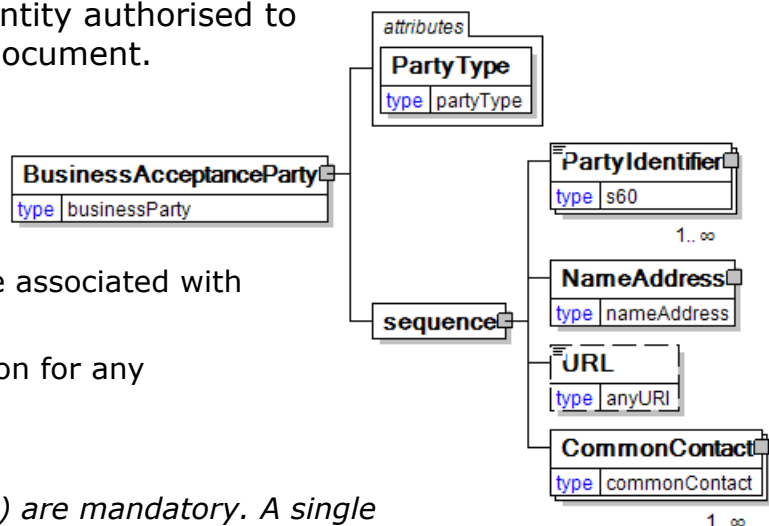 ntity authorised to
ocument.
attributes
PartyType
type partyType
BusinessAcceptanceParty
type businessParty
PartyIdentifier
type s60
1.. ∞
e associated with
NameAddress
type nameAddress
sequence
on for any
URL
type anyURI
CommonContact
type commonContact
) are mandatory. A single
1.. ∞